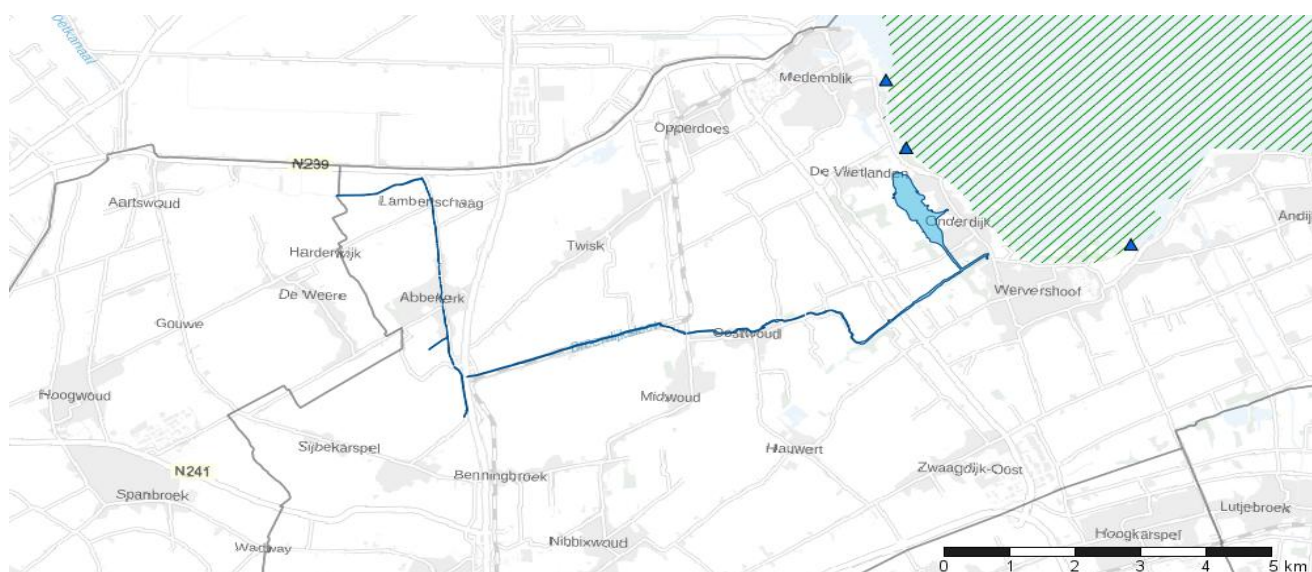 Medemblik
Opperdoes
N239
De Vlietlanden
Aartswoud
Lambertschaag
Onderdijk
Andij
Harderwijk
Twisk
De Weere
Abbekerk
Wervershoof
Gouwe
Oostwoud
Hoogwoud
Midwoud
Sijbekarspel
Hauwert
N241
Benningbroek
Zwaagdijk-Oost
Spanbroek
Lutjebroek
Wadway
Nibbixwoud
Hoogkarspel
0 1 2 3 4 5 km